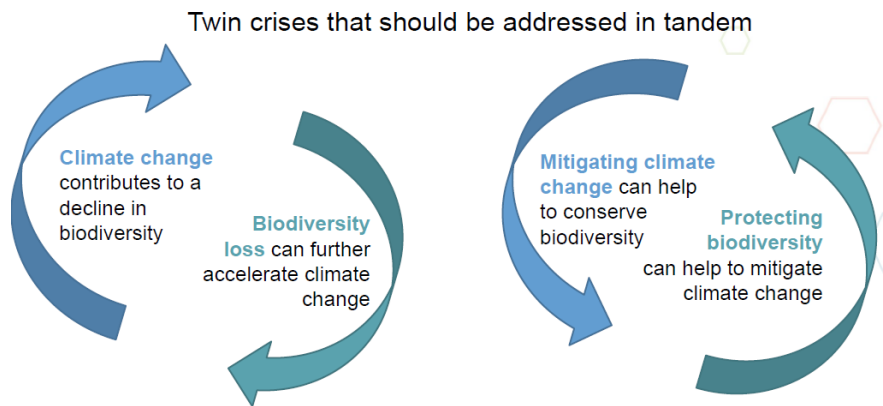 Twin crises that should be addressed in tandem
Climate change
contributes to a
decline in
biodiversity
Biodiversity
loss can further
accelerate climate
change
Mitigating climate
change can help
to conserve
biodiversity
Protecting
biodiversity
can help to mitigate
climate change